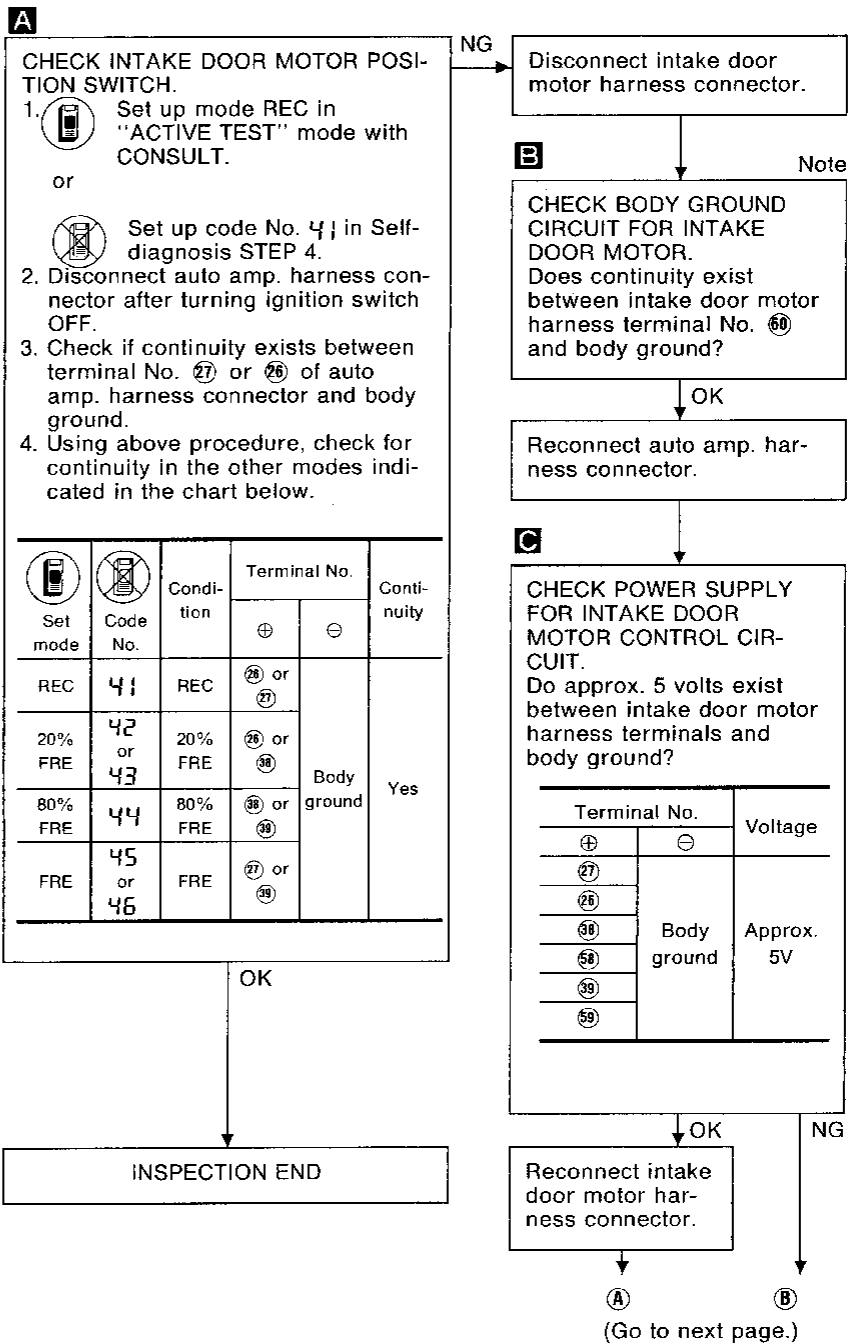 A
CHECK INTAKE DOOR MOTOR POSI-
TION SWITCH.
1. Set up mode REC in
"ACTIVE TEST" mode with
CONSULT.
or
Set up code No. 41 in Self-
diagnosis STEP 4.
2. Disconnect auto amp. harness con-
nector after turning ignition switch
OFF.
3. Check if continuity exists between
terminal No. 27 or 26 of auto
amp. harness connector and body
ground.
4. Using above procedure, check for
continuity in the other modes indi-
cated in the chart below.
Set
mode
Code
No.
Condi-
tion
Terminal No.
⊕ ⊖
Conti-
nuity
REC 41 REC 26 or
27
20%
FRE
42
or
43
20%
FRE
26 or
38
80%
FRE
44
80%
FRE
38 or
39
FRE
45
or
46
FRE
27 or
39
Body
ground
Yes
OK
INSPECTION END
NG
Disconnect intake door
motor harness connector.
B
Note
CHECK BODY GROUND
CIRCUIT FOR INTAKE
DOOR MOTOR.
Does continuity exist
between intake door motor
harness terminal No. 60
and body ground?
OK
Reconnect auto amp. har-
ness connector.
C
CHECK POWER SUPPLY
FOR INTAKE DOOR
MOTOR CONTROL CIR-
CUIT.
Do approx. 5 volts exist
between intake door motor
harness terminals and
body ground?
Terminal No.
⊕ ⊖
Voltage
27
26
38
58
39
59
Body
ground
Approx.
5V
OK
NG
Reconnect intake
door motor har-
ness connector.
A B
(Go to next page.)